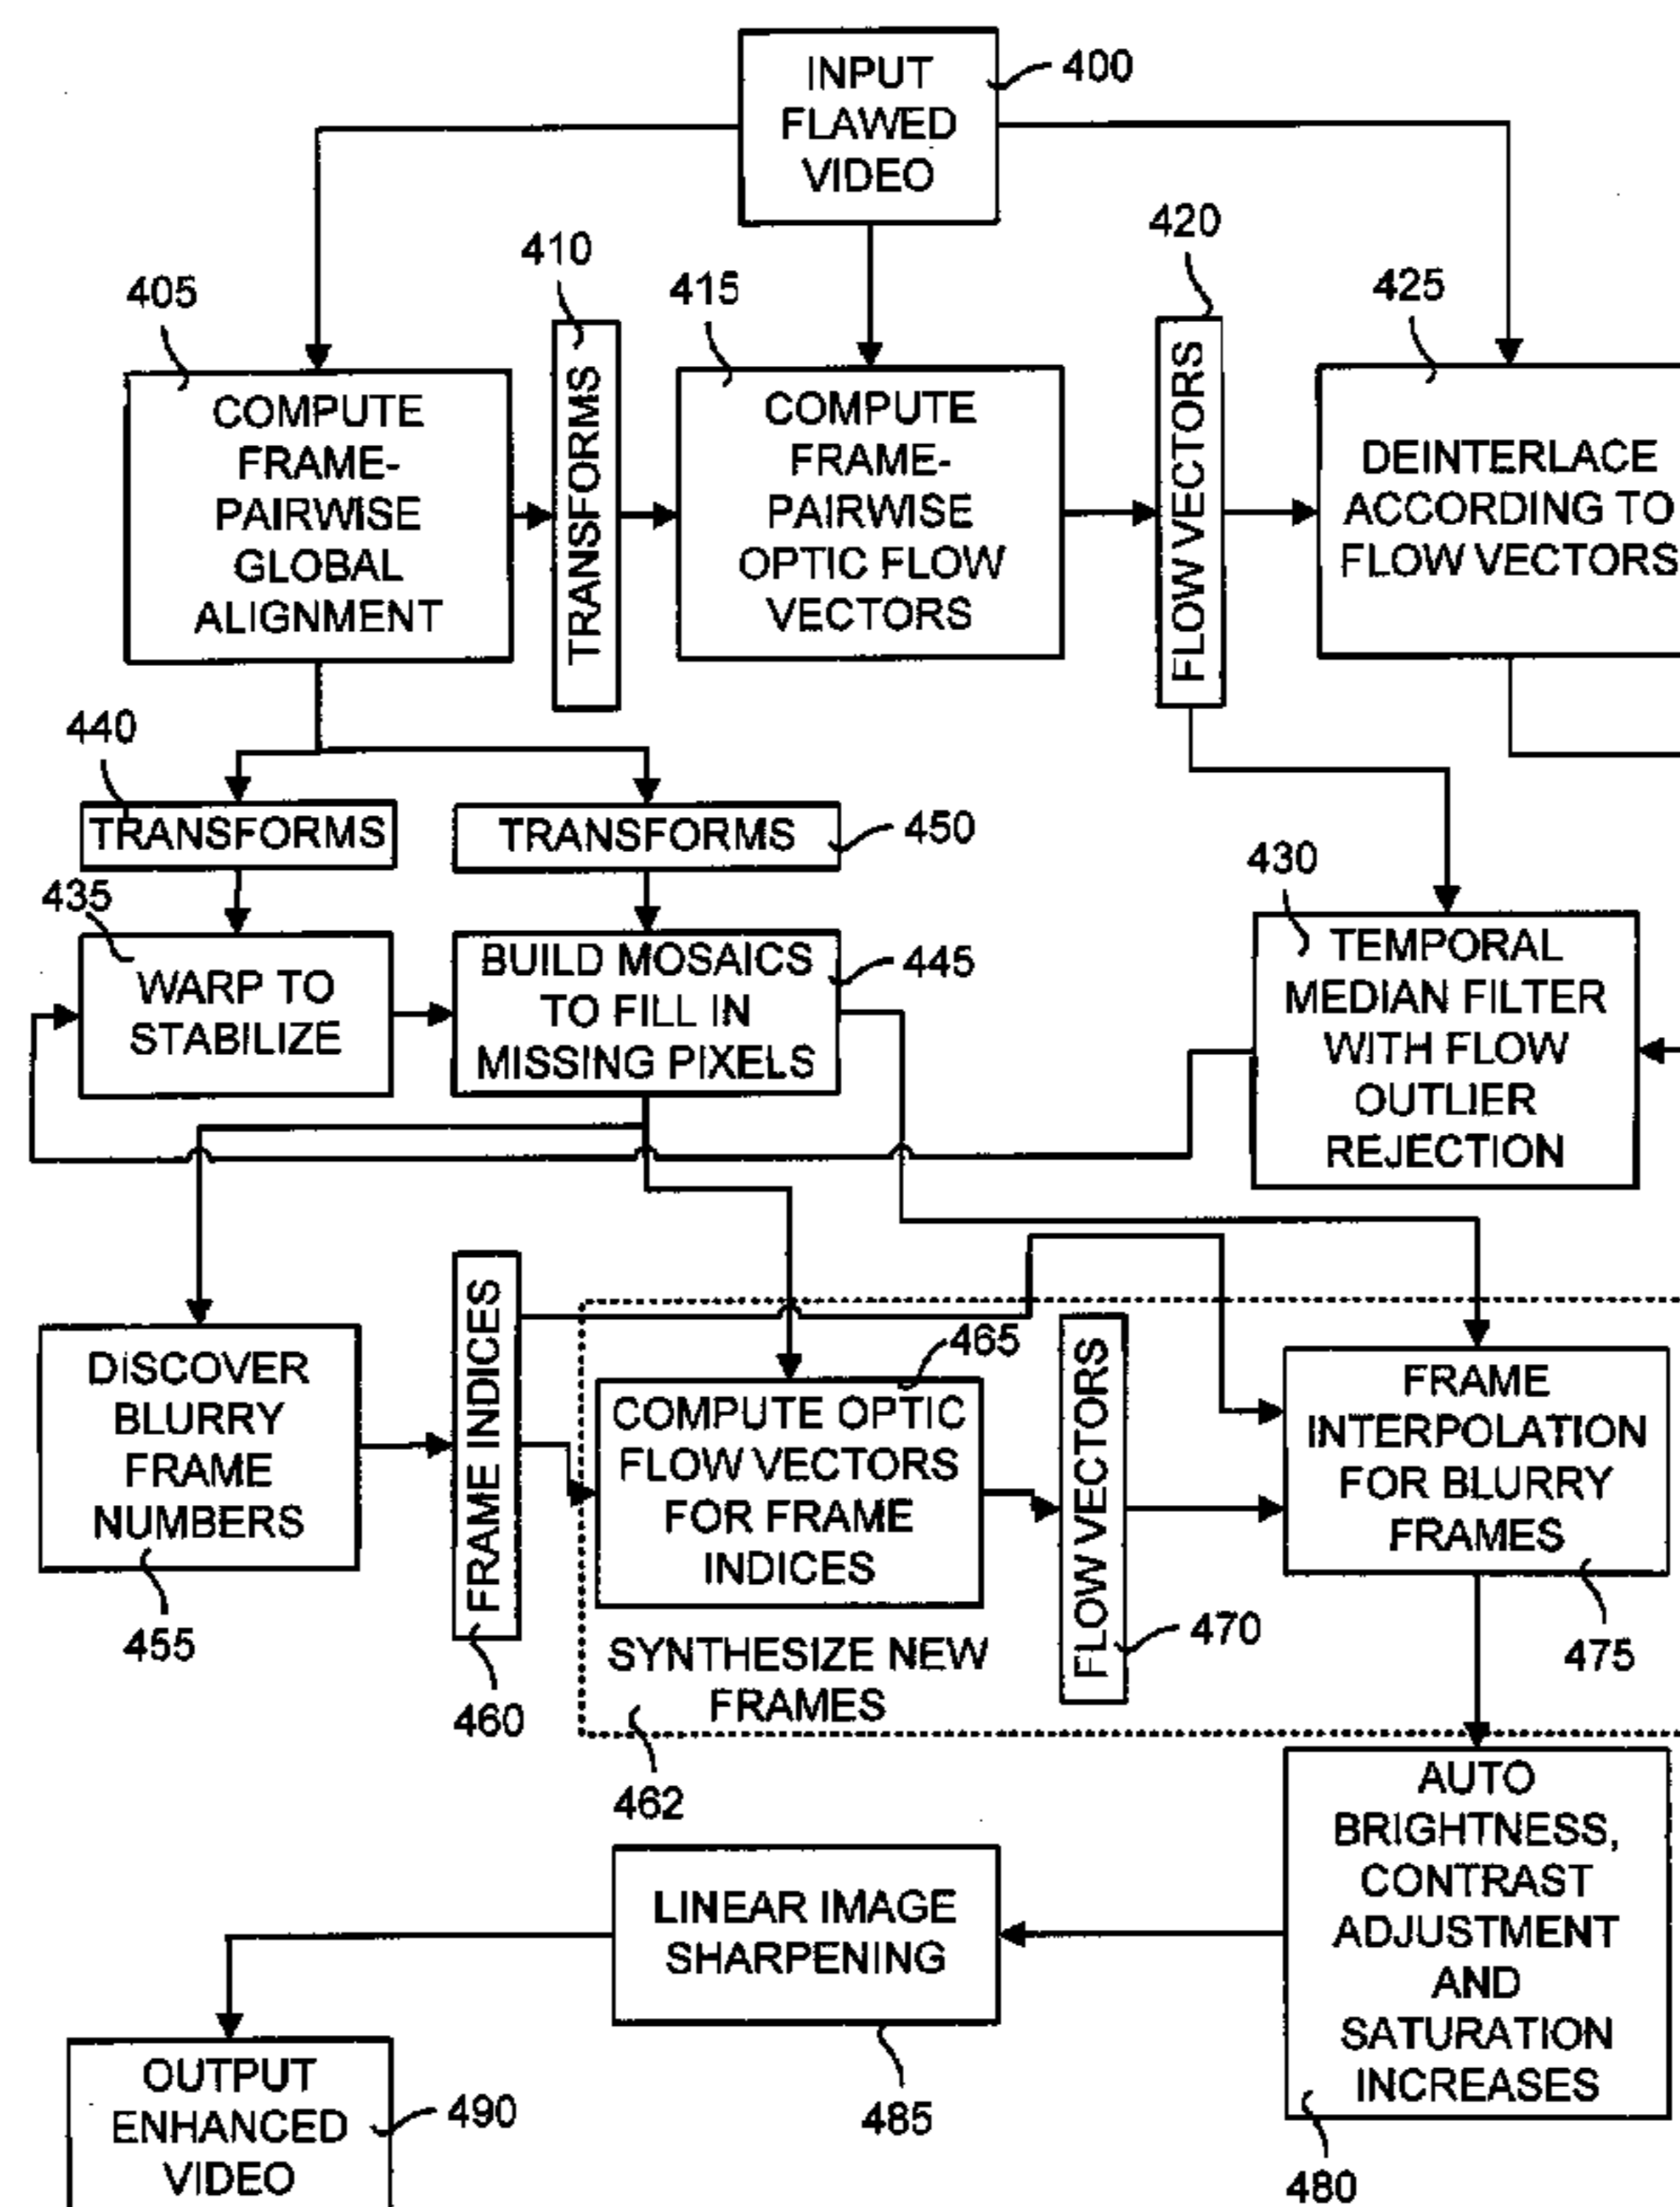 INPUT
FLAWED
VIDEO
400
405
410
415
420
425
COMPUTE
FRAME-
PAIRWISE
GLOBAL
ALIGNMENT
TRANSFORMS
COMPUTE
FRAME-
PAIRWISE
OPTIC FLOW
VECTORS
FLOW VECTORS
DEINTERLACE
ACCORDING TO
FLOW VECTORS
440
TRANSFORMS
TRANSFORMS
450
430
435
WARP TO
STABILIZE
BUILD MOSAICS
TO FILL IN
MISSING PIXELS
445
TEMPORAL
MEDIAN FILTER
WITH FLOW
OUTLIER
REJECTION
DISCOVER
BLURRY
FRAME
NUMBERS
455
FRAME INDICES
460
465
COMPUTE OPTIC
FLOW VECTORS
FOR FRAME
INDICES
SYNTHESIZE NEW
FRAMES
462
FLOW VECTORS
470
FRAME
INTERPOLATION
FOR BLURRY
FRAMES
475
AUTO
BRIGHTNESS,
CONTRAST
ADJUSTMENT
AND
SATURATION
INCREASES
480
LINEAR IMAGE
SHARPENING
485
OUTPUT
ENHANCED
VIDEO
490